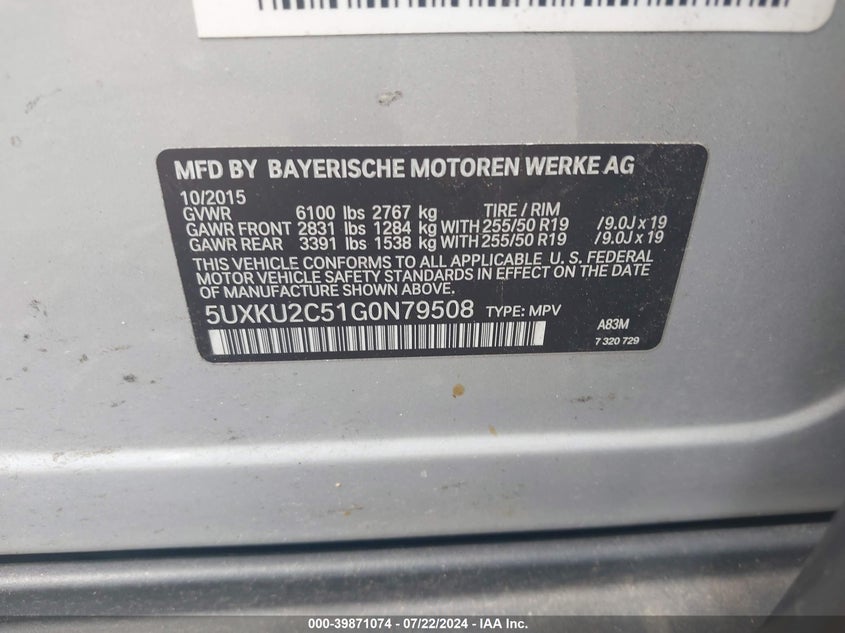 MFD BY BAYERISCHE MOTOREN WERKE AG
10/2015
GVWR 6100 lbs 2767 kg TIRE / RIM
GAWR FRONT 2831 lbs 1284 kg WITH 255/50 R19 /9.0J x 19
GAWR REAR 3391 lbs 1538 kg WITH 255/50 R19 /9.0J x 19
THIS VEHICLE CONFORMS TO ALL APPLICABLE U.S. FEDERAL
MOTOR VEHICLE SAFETY STANDARDS IN EFFECT ON THE DATE
OF MANUFACTURE SHOWN ABOVE.
5UXKU2C51G0N79508 TYPE: MPV
A83M
7 320 729
000-39871074 - 07/22/2024 - IAA Inc.